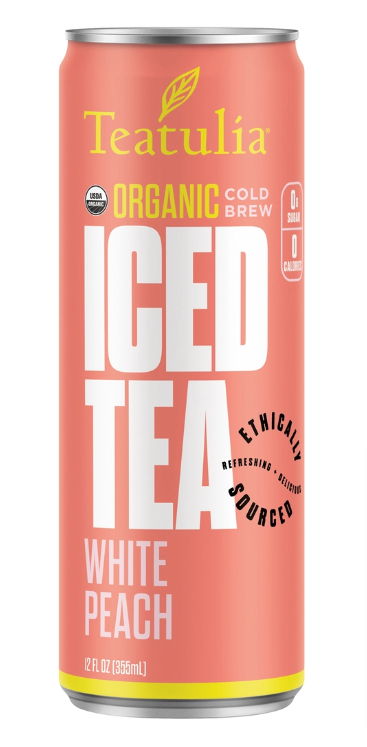 Teatulia®
USDA
ORGANIC
ORGANIC COLD
BREW
0g
SUGAR
0
CALORIES
ICED
TEA
ETHICALLY
REFRESHING • DELICIOUS
SOURCED
WHITE
PEACH
12 FL OZ (355mL)